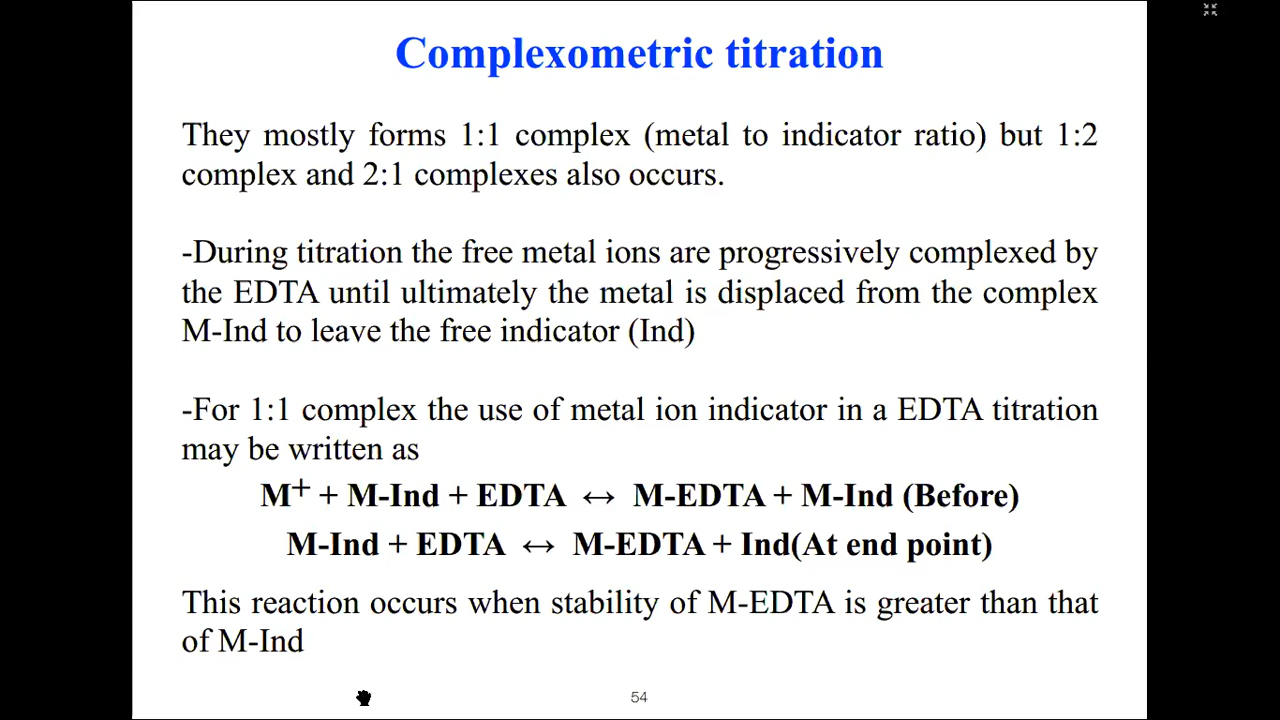 Complexometric titration
They mostly forms 1:1 complex (metal to indicator ratio) but 1:2
complex and 2:1 complexes also occurs.
-During titration the free metal ions are progressively complexed by
the EDTA until ultimately the metal is displaced from the complex
M-Ind to leave the free indicator (Ind)
-For 1:1 complex the use of metal ion indicator in a EDTA titration
may be written as
M⁺ + M-Ind + EDTA ↔ M-EDTA + M-Ind (Before)
M-Ind + EDTA ↔ M-EDTA + Ind(At end point)
This reaction occurs when stability of M-EDTA is greater than that
of M-Ind
54